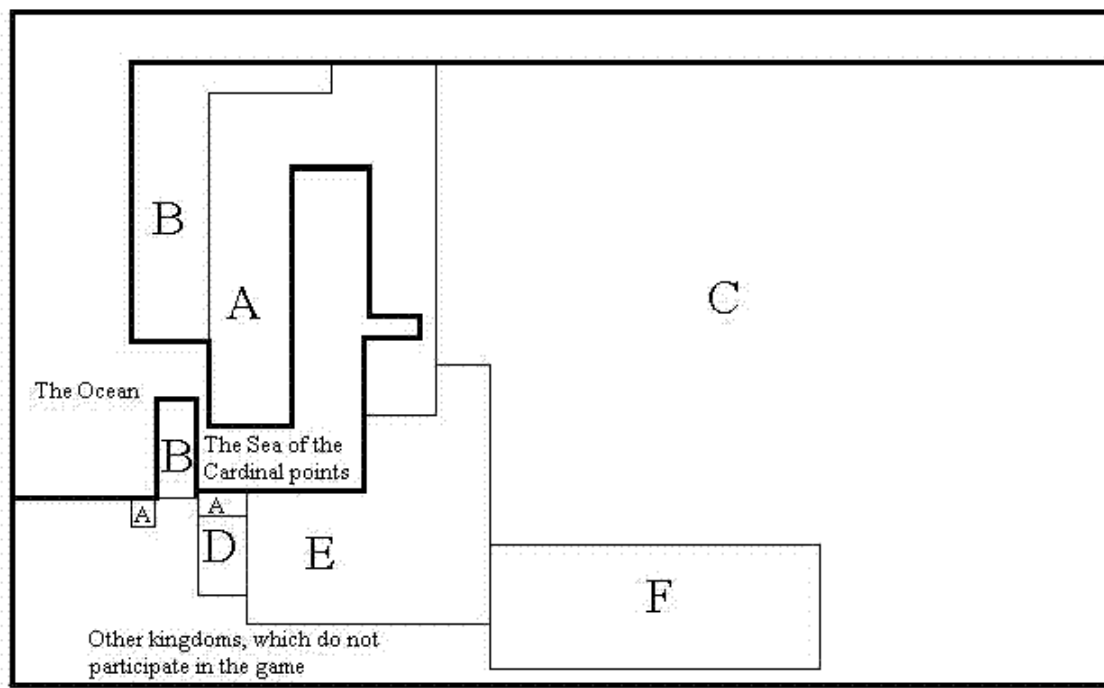 B
A
C
The Ocean
B
The Sea of the
Cardinal points
A
A
D
E
F
Other kingdoms, which do not
participate in the game